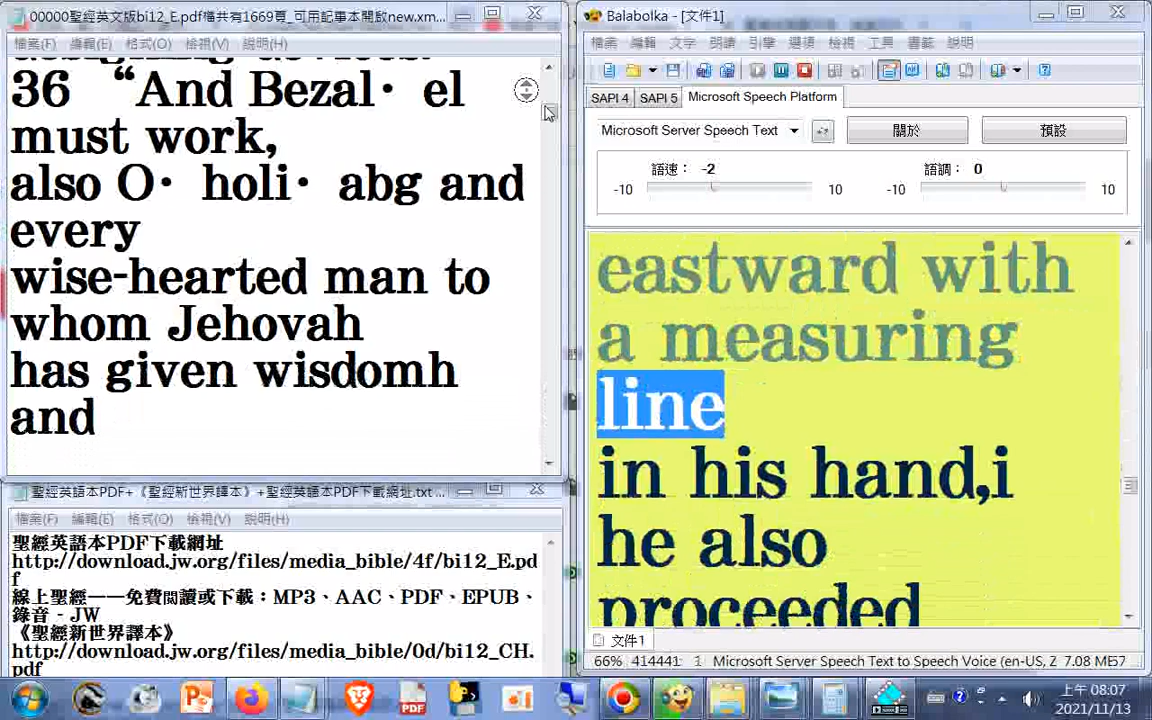 00000聖經英文版bi12_E.pdf檔共有1669頁_可用記事本開啟new.xm...
檔案(F) 編輯(E) 格式(O) 檢視(V) 說明(H)
assigning devices.
36 “And Bezal· el
must work,
also O· holi· abg and
every
wise-hearted man to
whom Jehovah
has given wisdomh
and
聖經英語本PDF+《聖經新世界譯本》+聖經英語本PDF下載網址.txt ...
檔案(F) 編輯(E) 格式(O) 檢視(V) 說明(H)
聖經英語本PDF下載網址
http://download.jw.org/files/media_bible/4f/bi12_E.pd
f
線上聖經——免費閱讀或下載：MP3、AAC、PDF、EPUB、
錄音 - JW
《聖經新世界譯本》
http://download.jw.org/files/media_bible/0d/bi12_CH.
pdf
Balabolka - [文件1]
檔案 編輯 文字 朗讀 引擎 選項 檢視 工具 書籤 說明
SAPI 4 SAPI 5 Microsoft Speech Platform
Microsoft Server Speech Text 關於 預設
語速： -2 語調： 0
-10 10 -10 10
eastward with
a measuring
line
in his hand,i
he also
proceeded
文件1
66% 414441: 1 Microsoft Server Speech Text to Speech Voice (en-US, Z 7.08 ME57
上午 08:07
2021/11/13